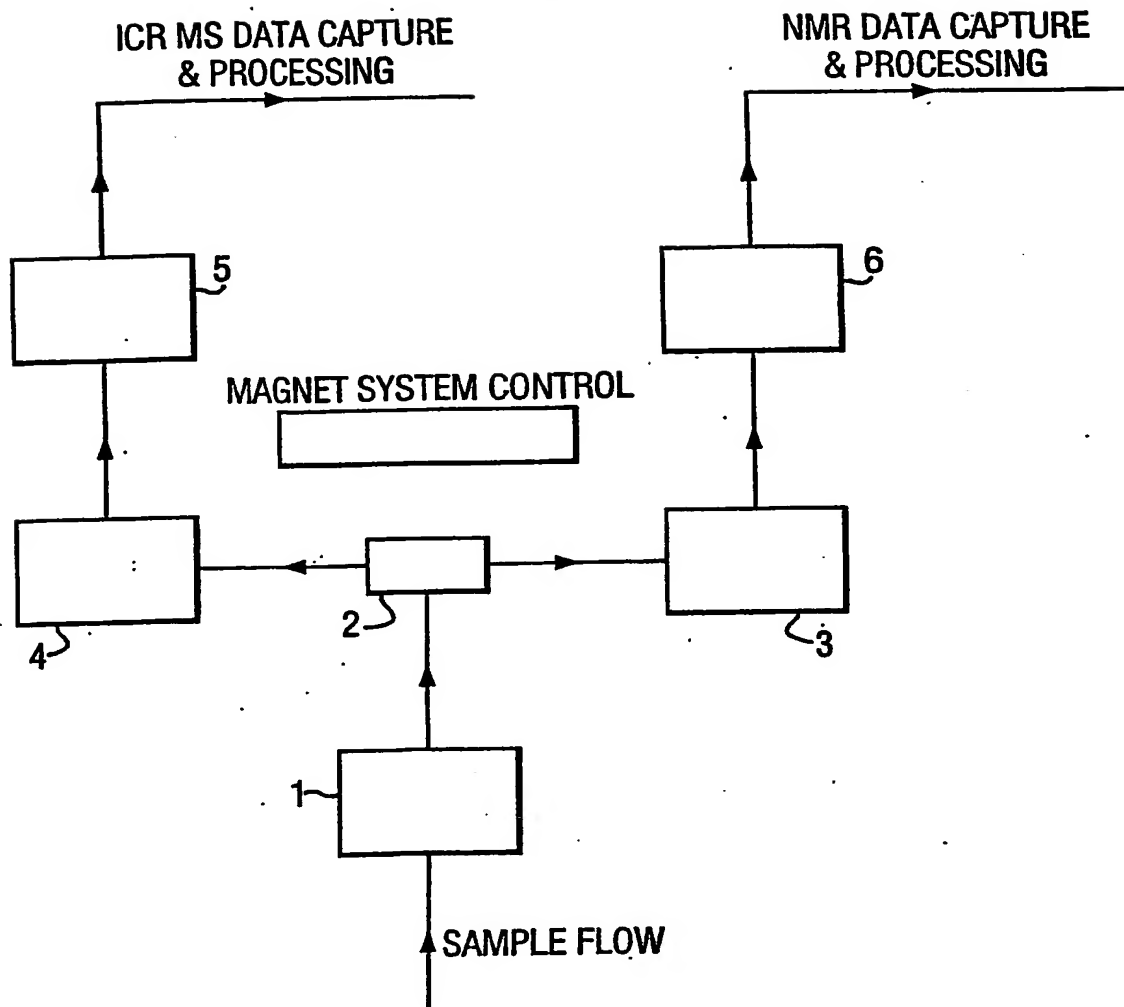 ICR MS DATA CAPTURE
& PROCESSING
NMR DATA CAPTURE
& PROCESSING
5
6
MAGNET SYSTEM CONTROL
2
4
3
1
SAMPLE FLOW